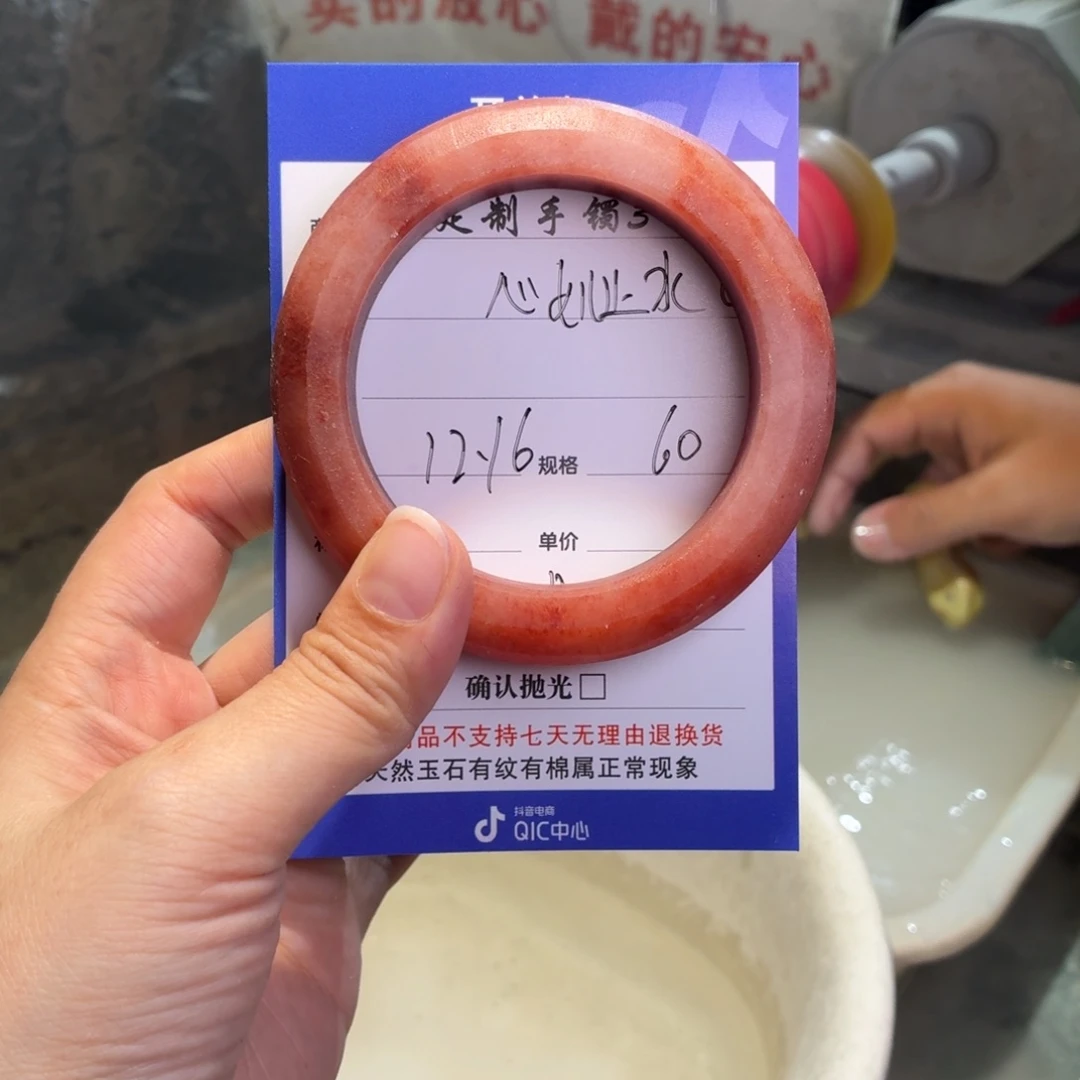 卖的放心 戴的安心
定制手镯
心如止水
12-16 规格 60
单价
确认抛光□
品不支持七天无理由退换货
天然玉石有纹有棉属正常现象
抖音电商
QIC中心